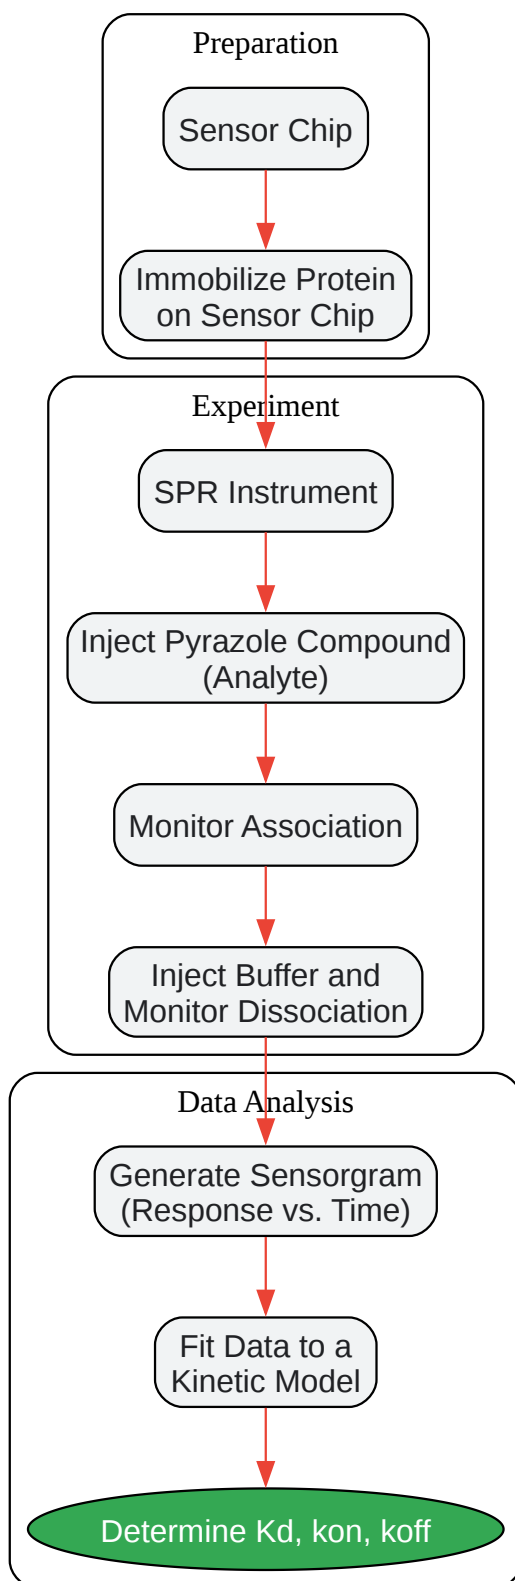 Preparation
Sensor Chip
Immobilize Protein
on Sensor Chip
Experiment
SPR Instrument
Inject Pyrazole Compound
(Analyte)
Monitor Association
Inject Buffer and
Monitor Dissociation
Data Analysis
Generate Sensorgram
(Response vs. Time)
Fit Data to a
Kinetic Model
Determine Kd, kon, koff